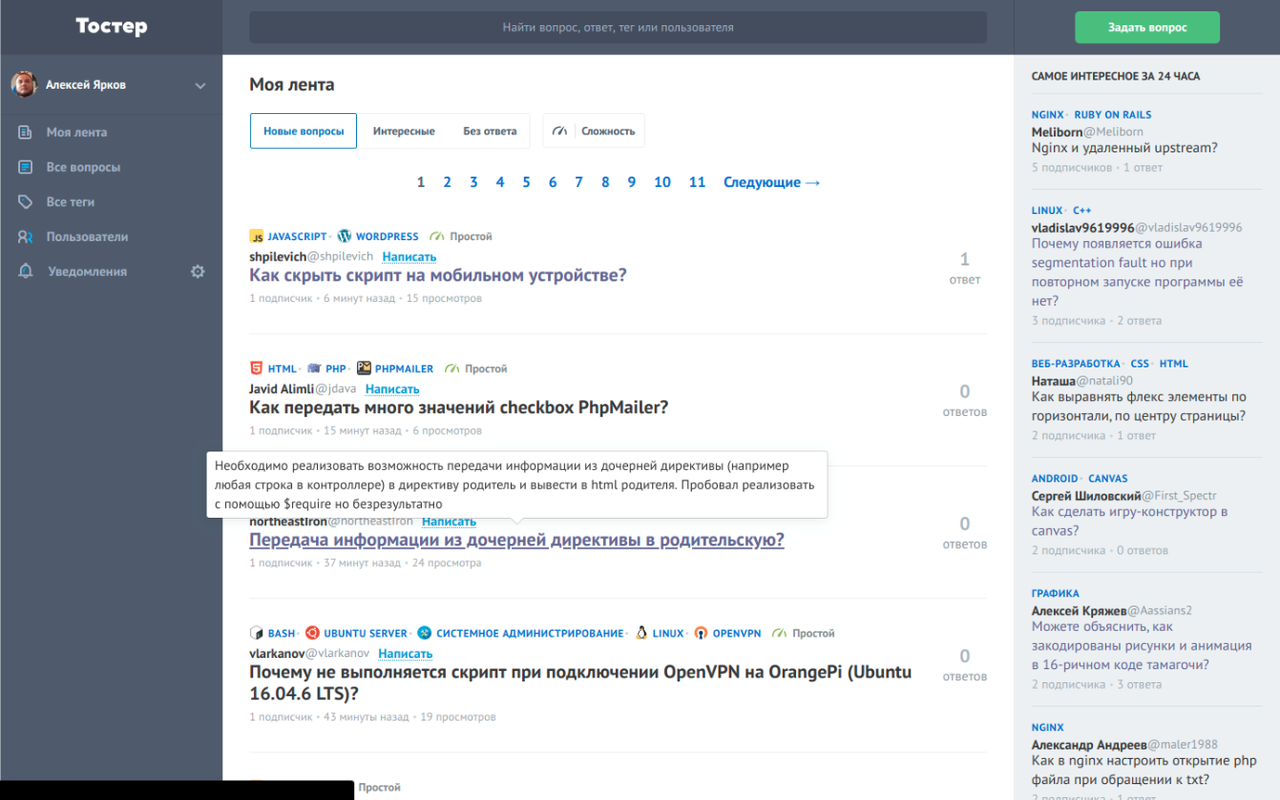 Тостер
Найти вопрос, ответ, тег или пользователя
Задать вопрос
Алексей Ярков
Моя лента
Все вопросы
Все теги
Пользователи
Уведомления
Моя лента
Новые вопросы Интересные Без ответа Сложность
1 2 3 4 5 6 7 8 9 10 11 Следующие →
JAVASCRIPT · WORDPRESS Простой
shpilevich@shpilevich Написать
Как скрыть скрипт на мобильном устройстве?
1 подписчик • 6 минут назад • 15 просмотров
1
ответ
HTML · PHP · PHPMAILER Простой
Javid Alimli@jdava Написать
Как передать много значений checkbox PhpMailer?
1 подписчик • 15 минут назад • 6 просмотров
0
ответов
Необходимо реализовать возможность передачи информации из дочерней директивы (например
любая строка в контроллере) в директиву родитель и вывести в html родителя. Пробовал реализовать
с помощью $require но безрезультатно
northeastIron@northeastIron Написать
Передача информации из дочерней директивы в родительскую?
1 подписчик • 37 минут назад • 24 просмотра
0
ответов
BASH · UBUNTU SERVER · СИСТЕМНОЕ АДМИНИСТРИРОВАНИЕ · LINUX · OPENVPN Простой
vlarkanov@vlarkanov Написать
Почему не выполняется скрипт при подключении OpenVPN на OrangePi (Ubuntu
16.04.6 LTS)?
1 подписчик • 43 минуты назад • 19 просмотров
0
ответов
Простой
САМОЕ ИНТЕРЕСНОЕ ЗА 24 ЧАСА
NGINX · RUBY ON RAILS
Meliborn@Meliborn
Nginx и удаленный upstream?
5 подписчиков • 1 ответ
LINUX · C++
vladislav9619996@vladislav9619996
Почему появляется ошибка
segmentation fault но при
повторном запуске программы её
нет?
3 подписчика • 2 ответа
ВЕБ-РАЗРАБОТКА · CSS · HTML
Наташа@natali90
Как выравнять флекс элементы по
горизонтали, по центру страницы?
2 подписчика • 1 ответ
ANDROID · CANVAS
Сергей Шиловский@First_Spectr
Как сделать игру-конструктор в
canvas?
2 подписчика • 0 ответов
ГРАФИКА
Алексей Кряжев@Aassians2
Можете объяснить, как
закодированы рисунки и анимация
в 16-ричном коде тамагочи?
2 подписчика • 3 ответа
NGINX
Александр Андреев@maler1988
Как в nginx настроить открытие php
файла при обращении к txt?
2 подписчика • 1 ответ